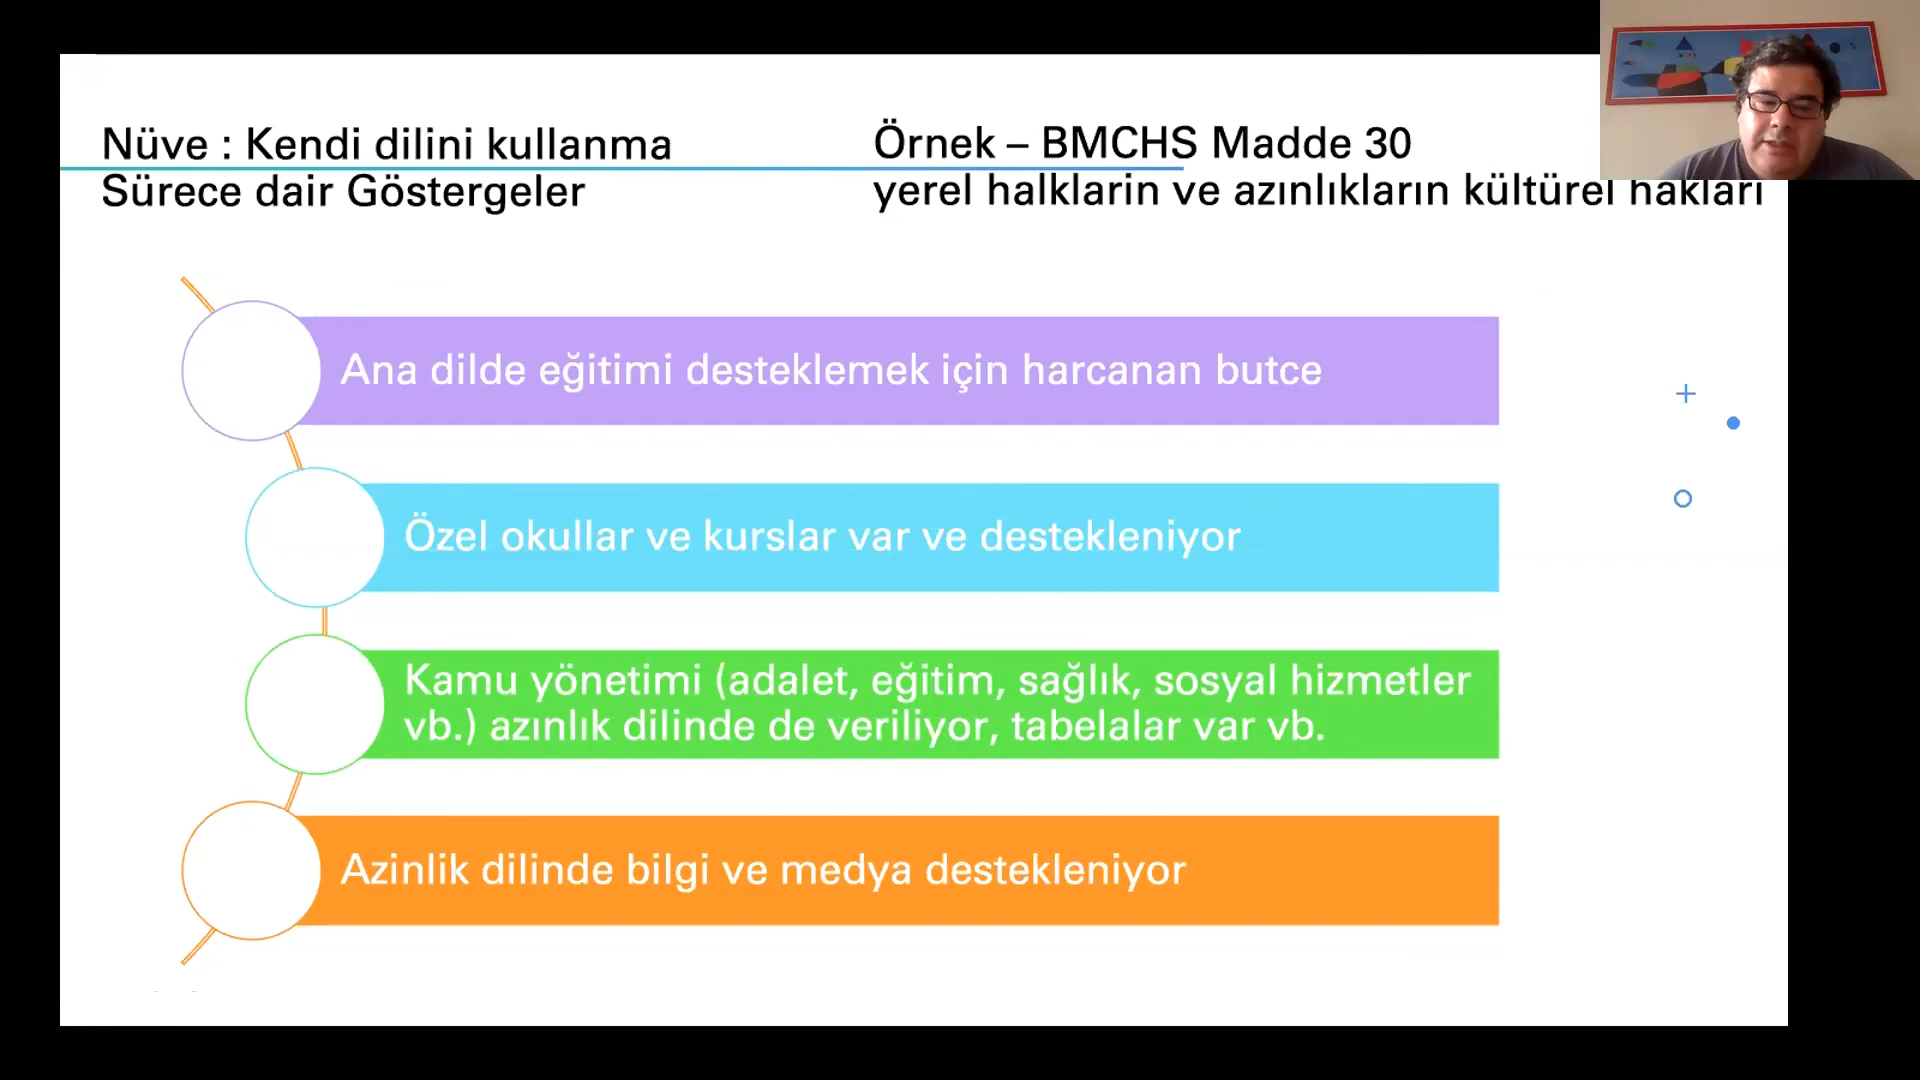 Nüve : Kendi dilini kullanma
Sürece dair Göstergeler
Örnek – BMCHS Madde 30
yerel halklarin ve azınlıkların kültürel hakları
Ana dilde eğitimi desteklemek için harcanan butce
Özel okullar ve kurslar var ve destekleniyor
Kamu yönetimi (adalet, eğitim, sağlık, sosyal hizmetler
vb.) azınlık dilinde de veriliyor, tabelalar var vb.
Azinlik dilinde bilgi ve medya destekleniyor